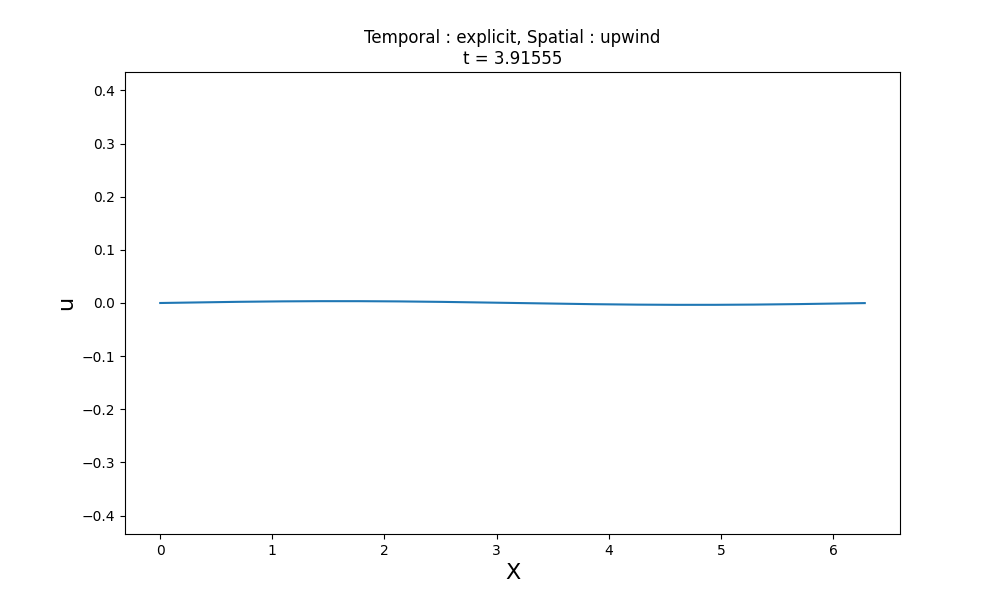 Temporal : explicit, Spatial : upwind
t = 3.91555
0.4
0.3
0.2
0.1
0.0
−0.1
−0.2
−0.3
−0.4
u
0 1 2 3 4 5 6
X